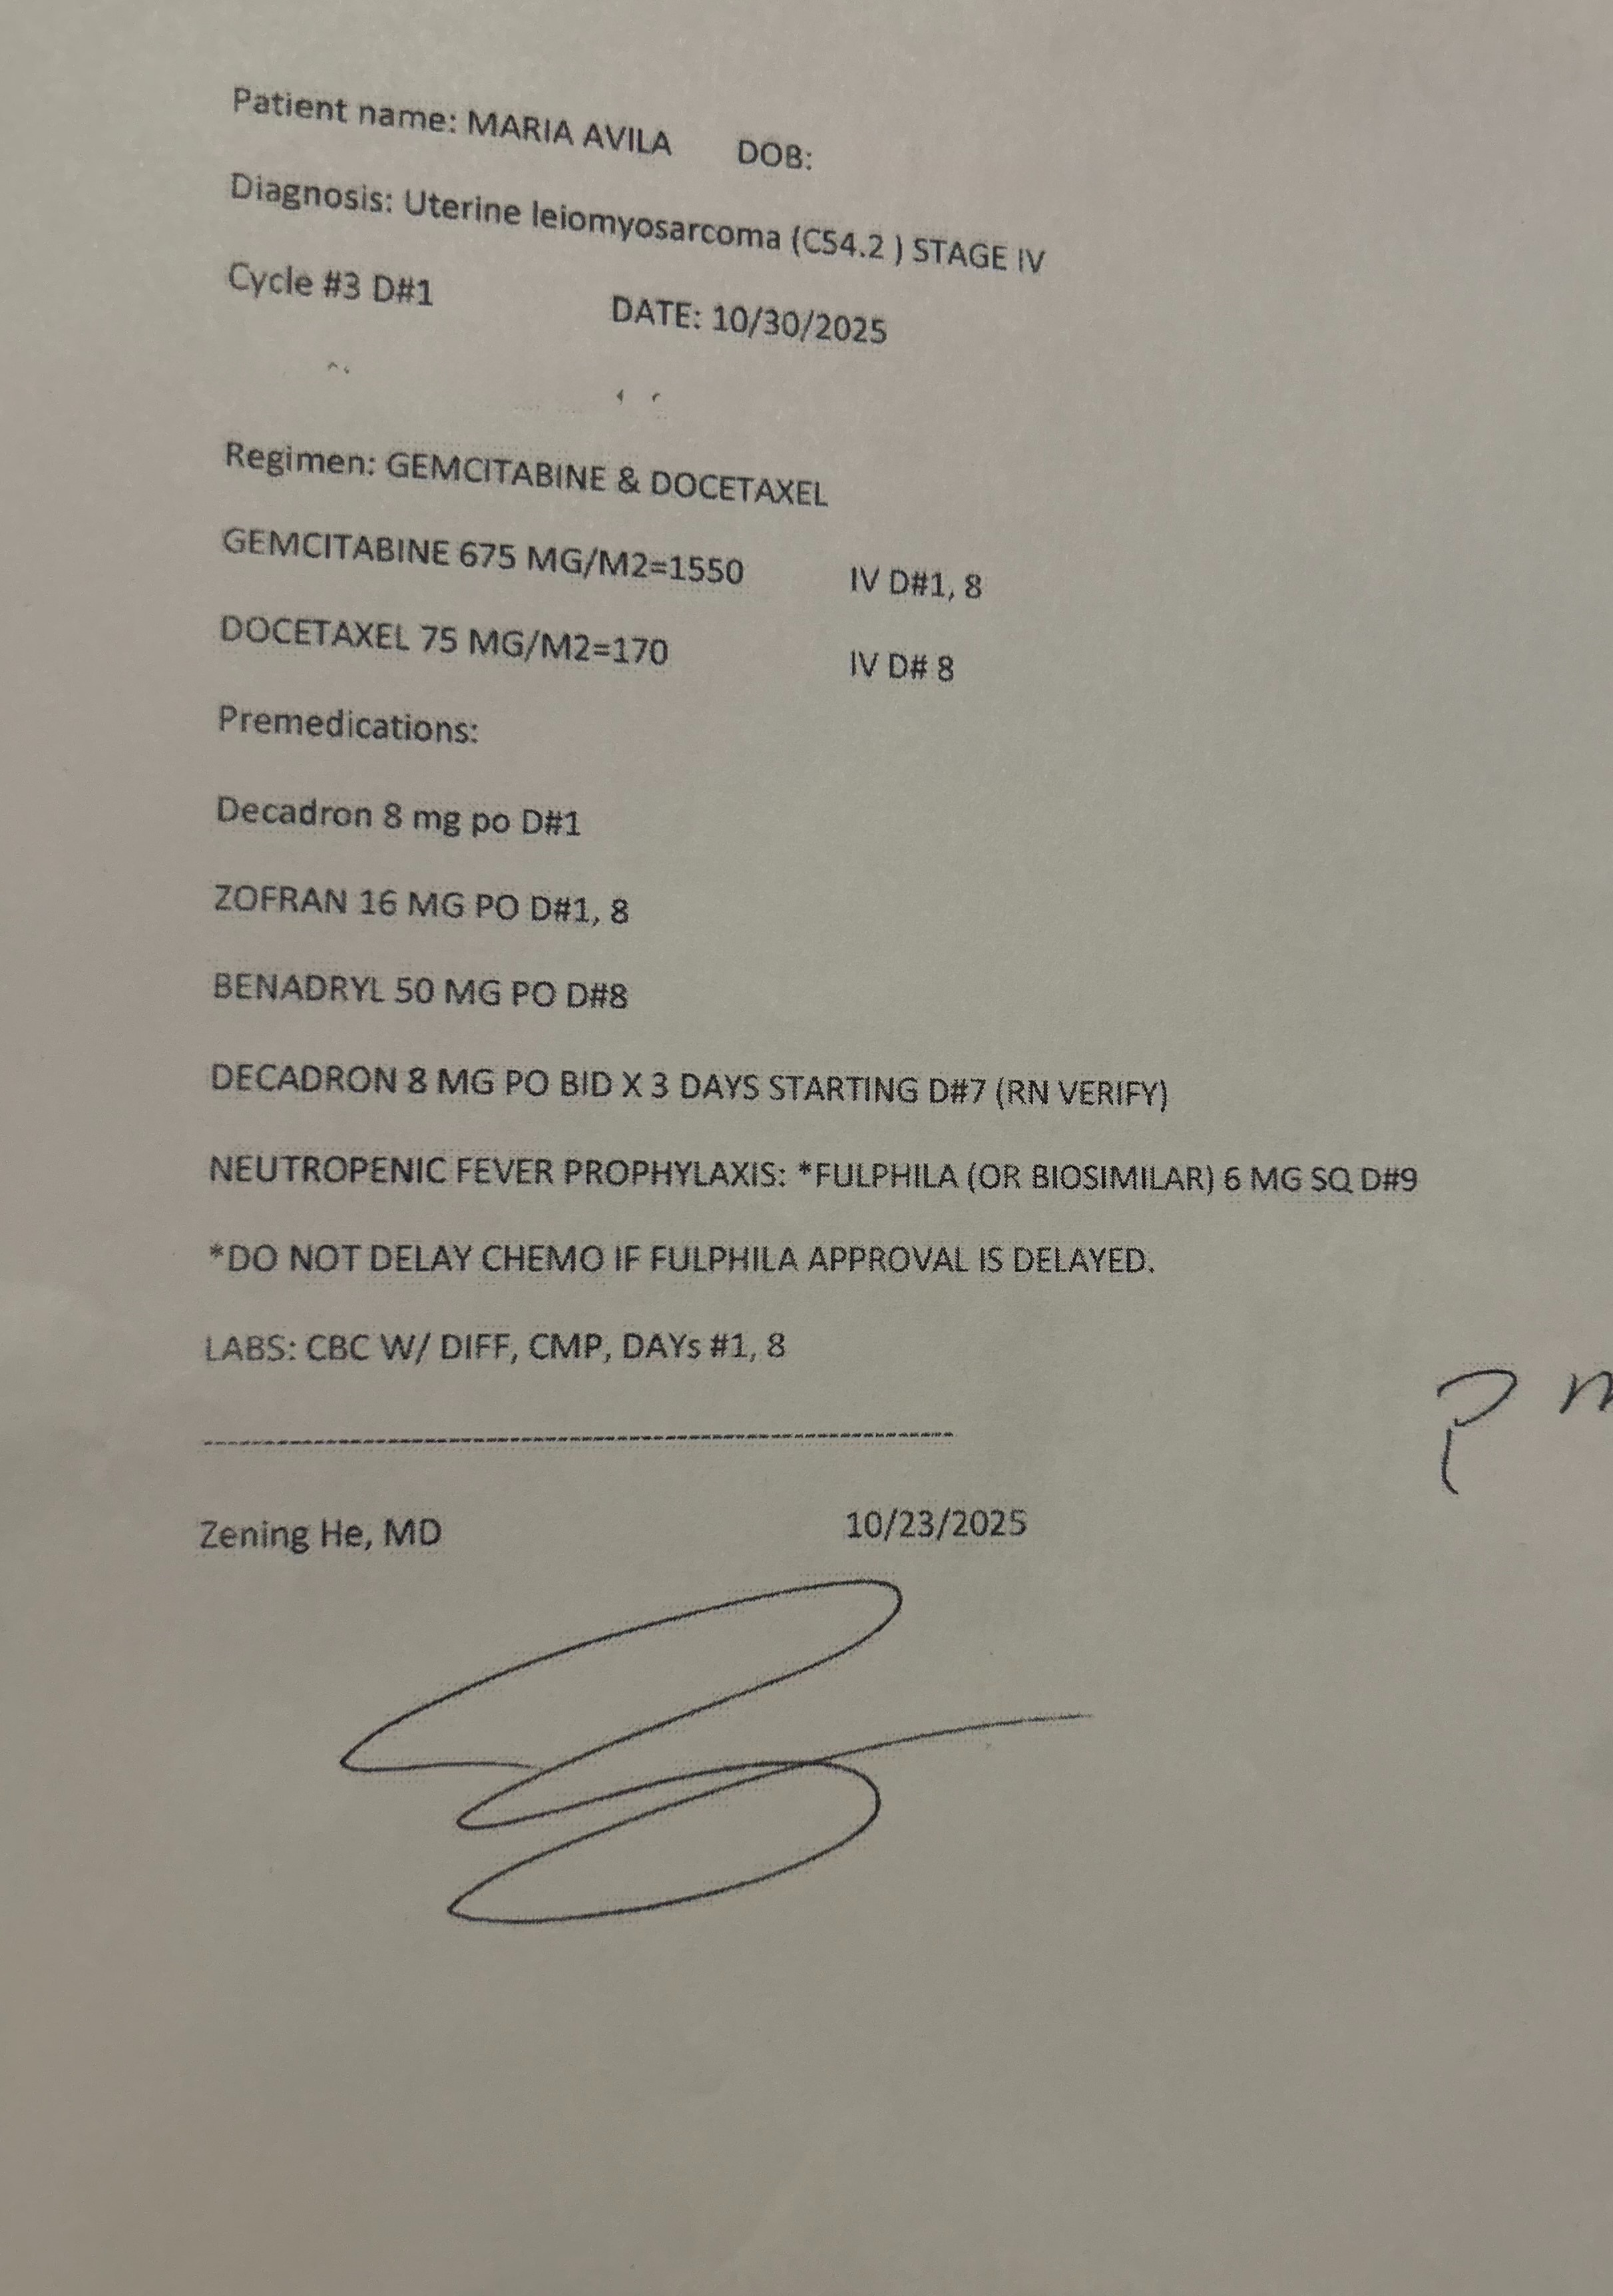 Patient name: MARIA AVILA DOB:
Diagnosis: Uterine leiomyosarcoma (C54.2 ) STAGE IV
Cycle #3 D#1 DATE: 10/30/2025
Regimen: GEMCITABINE & DOCETAXEL
GEMCITABINE 675 MG/M2=1550 IV D#1, 8
DOCETAXEL 75 MG/M2=170 IV D# 8
Premedications:
Decadron 8 mg po D#1
ZOFRAN 16 MG PO D#1, 8
BENADRYL 50 MG PO D#8
DECADRON 8 MG PO BID X 3 DAYS STARTING D#7 (RN VERIFY)
NEUTROPENIC FEVER PROPHYLAXIS: *FULPHILA (OR BIOSIMILAR) 6 MG SQ D#9
*DO NOT DELAY CHEMO IF FULPHILA APPROVAL IS DELAYED.
LABS: CBC W/ DIFF, CMP, DAYs #1, 8
Zening He, MD 10/23/2025